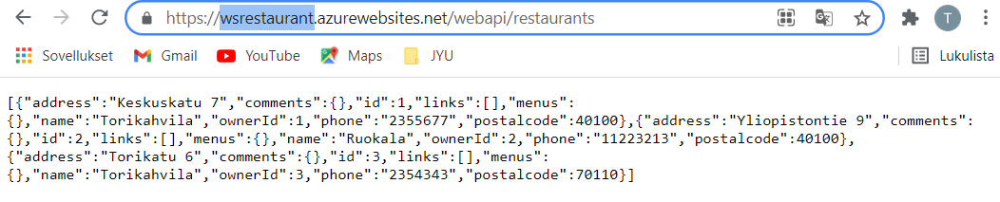 https://wsrestaurant.azurewebsites.net/webapi/restaurants T
Sovellukset Gmail YouTube Maps JYU Lukulista
[{"address":"Keskuskatu 7","comments":{},"id":1,"links":[],"menus":
{},"name":"Torikahvila","ownerId":1,"phone":"2355677","postalcode":40100},{"address":"Yliopistontie 9","comments":
{},"id":2,"links":[],"menus":{},"name":"Ruokala","ownerId":2,"phone":"11223213","postalcode":40100},
{"address":"Torikatu 6","comments":{},"id":3,"links":[],"menus":
{},"name":"Torikahvila","ownerId":3,"phone":"2354343","postalcode":70110}]